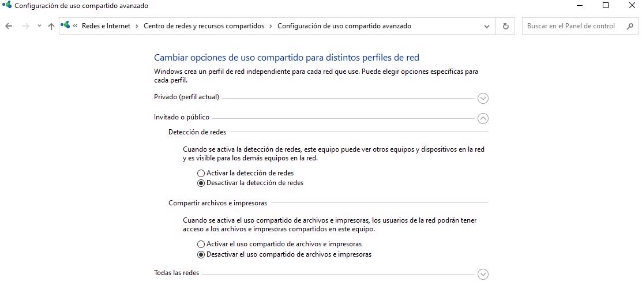 Configuración de uso compartido avanzado
« Redes e Internet > Centro de redes y recursos compartidos > Configuración de uso compartido avanzado
Buscar en el Panel de control
Cambiar opciones de uso compartido para distintos perfiles de red
Windows crea un perfil de red independiente para cada red que use. Puede elegir opciones específicas para
cada perfil.
Privado (perfil actual)
Invitado o público
Detección de redes
Cuando se activa la detección de redes, este equipo puede ver otros equipos y dispositivos en la red
y es visible para los demás equipos en la red.
Activar la detección de redes
Desactivar la detección de redes
Compartir archivos e impresoras
Cuando se activa el uso compartido de archivos e impresoras, los usuarios de la red podrán tener
acceso a los archivos e impresoras compartidos en este equipo.
Activar el uso compartido de archivos e impresoras
Desactivar el uso compartido de archivos e impresoras
Todas las redes